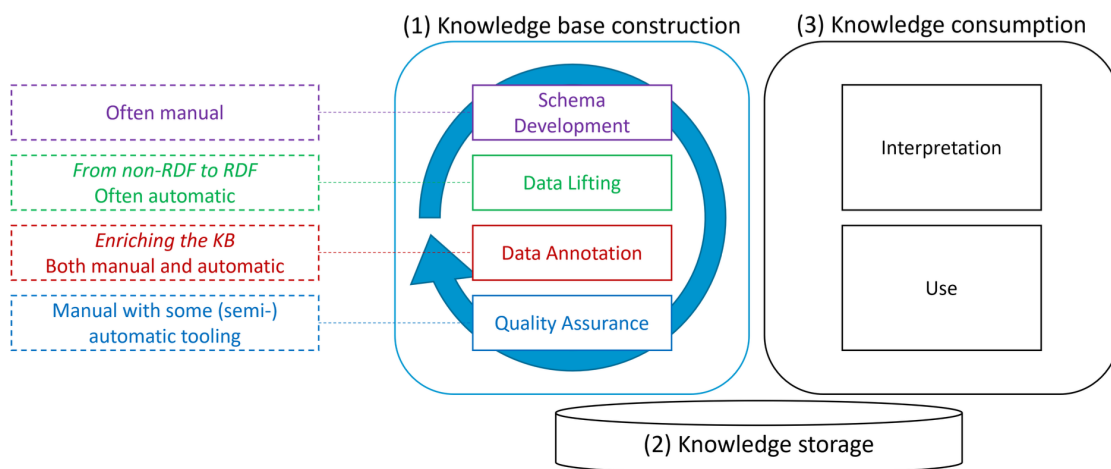 (1) Knowledge base construction
(3) Knowledge consumption
Often manual
Schema
Development
From non-RDF to RDF
Often automatic
Data Lifting
Enriching the KB
Both manual and automatic
Data Annotation
Manual with some (semi-)
automatic tooling
Quality Assurance
Interpretation
Use
(2) Knowledge storage